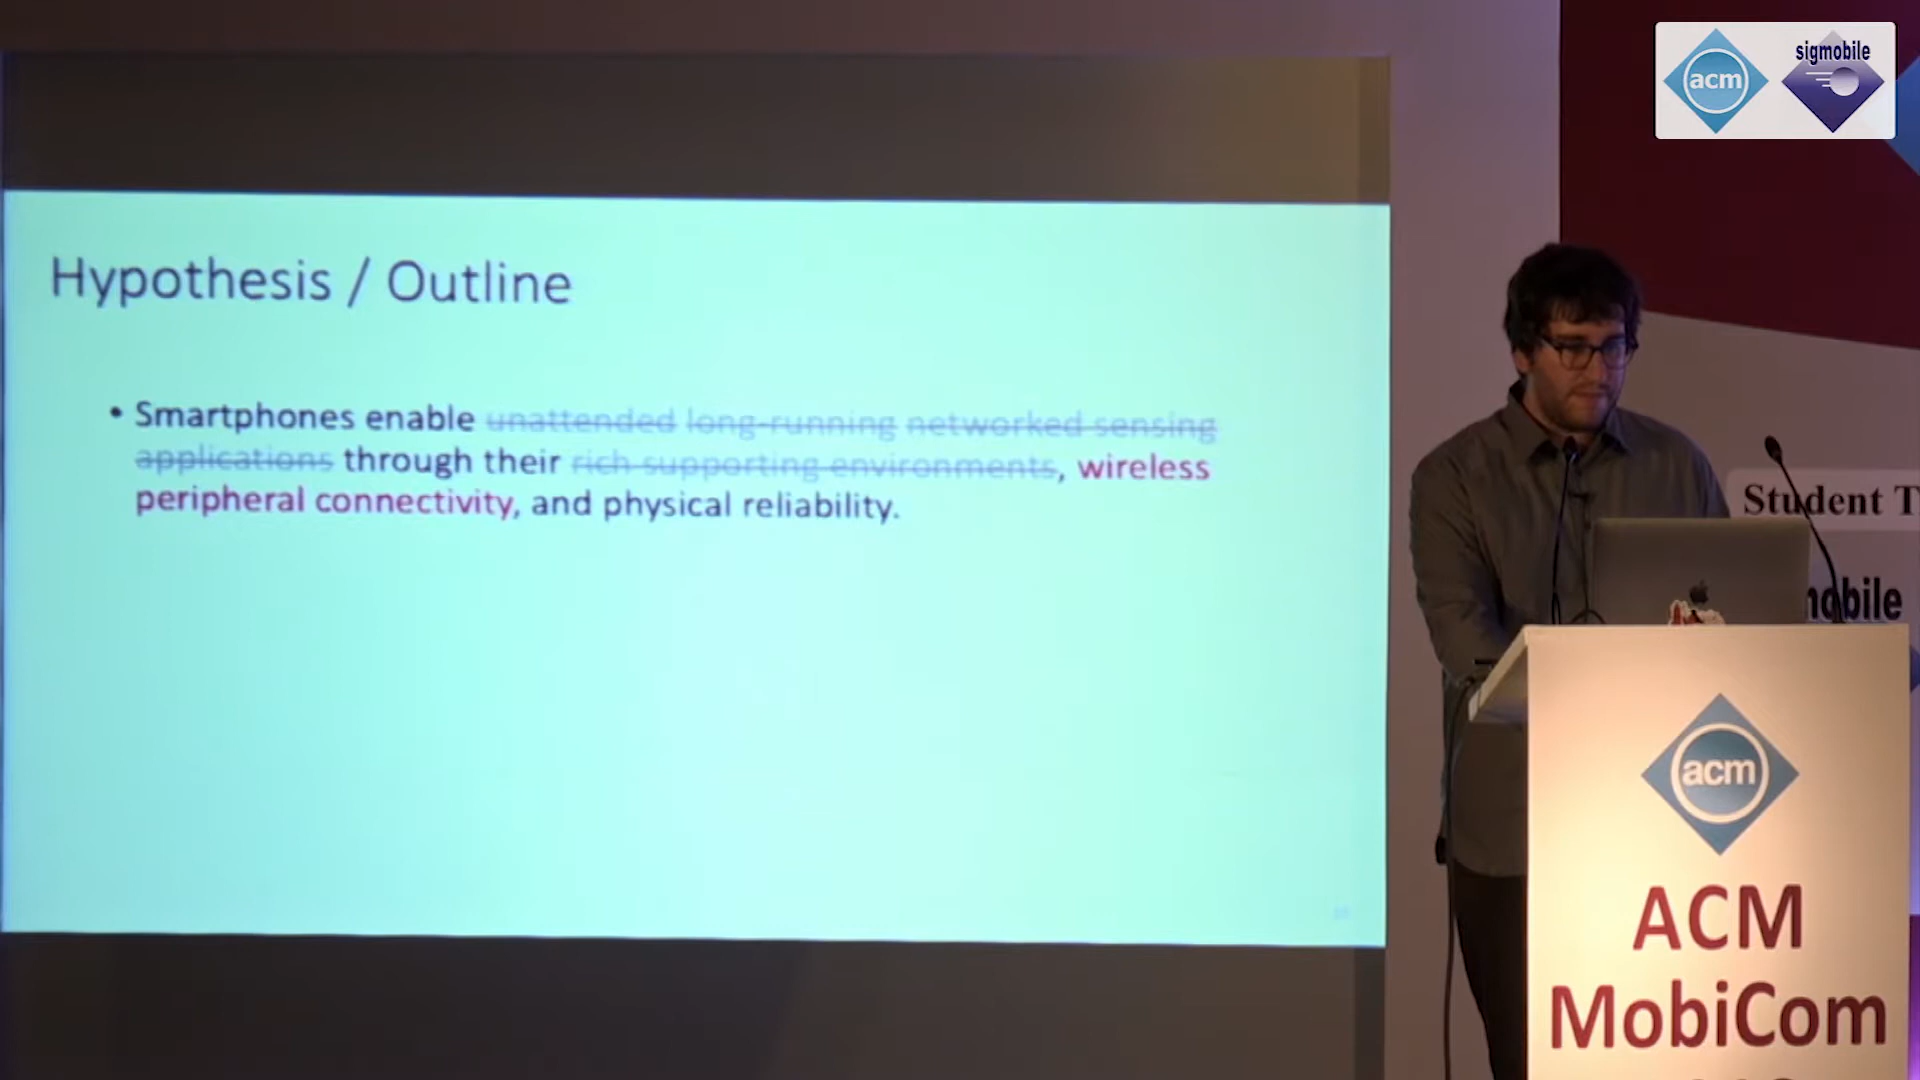 acm
sigmobile
Hypothesis / Outline
• Smartphones enable unattended long-running networked sensing
applications through their rich supporting environments, wireless
peripheral connectivity, and physical reliability.
Student T
mobile
acm
ACM
MobiCom